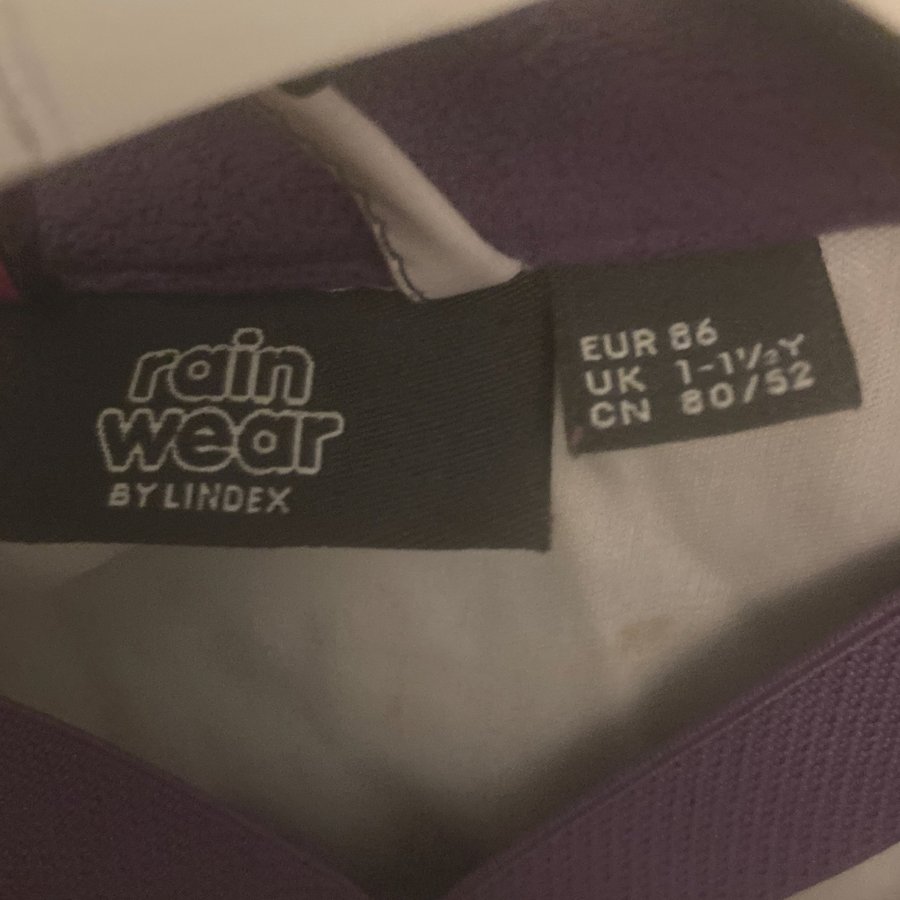 rain
wear
BY LINDEX
EUR 86
UK 1-1½Y
CN 80/52